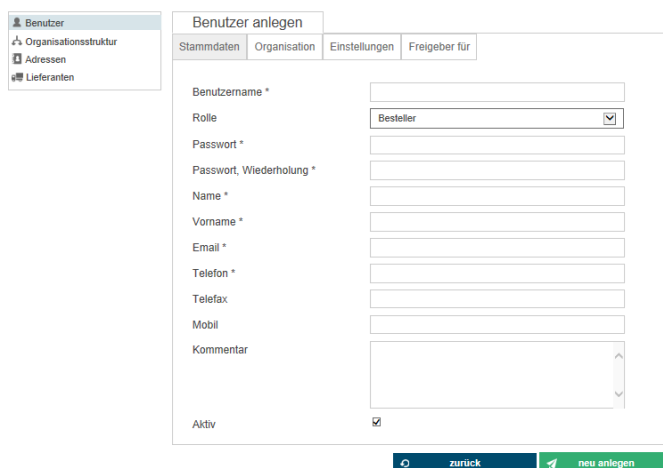 Benutzer
Organisationsstruktur
Adressen
Lieferanten
Benutzer anlegen
Stammdaten Organisation Einstellungen Freigeber für
Benutzername *
Rolle Besteller
Passwort *
Passwort, Wiederholung *
Name *
Vorname *
Email *
Telefon *
Telefax
Mobil
Kommentar
Aktiv
zurück neu anlegen